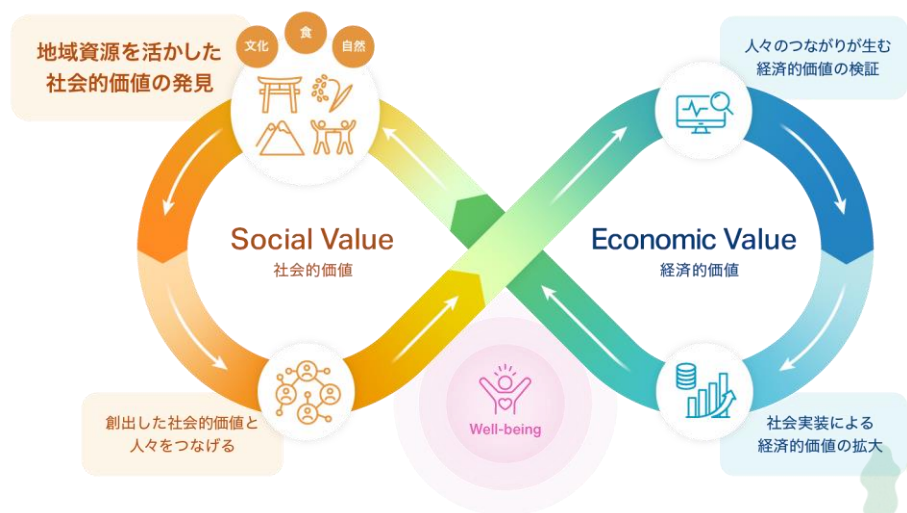 文化
食
自然
地域資源を活かした
社会的価値の発見
人々のつながりが生む
経済的価値の検証
Social Value
社会的価値
Economic Value
経済的価値
創出した社会的価値と
人々をつなげる
Well-being
社会実装による
経済的価値の拡大